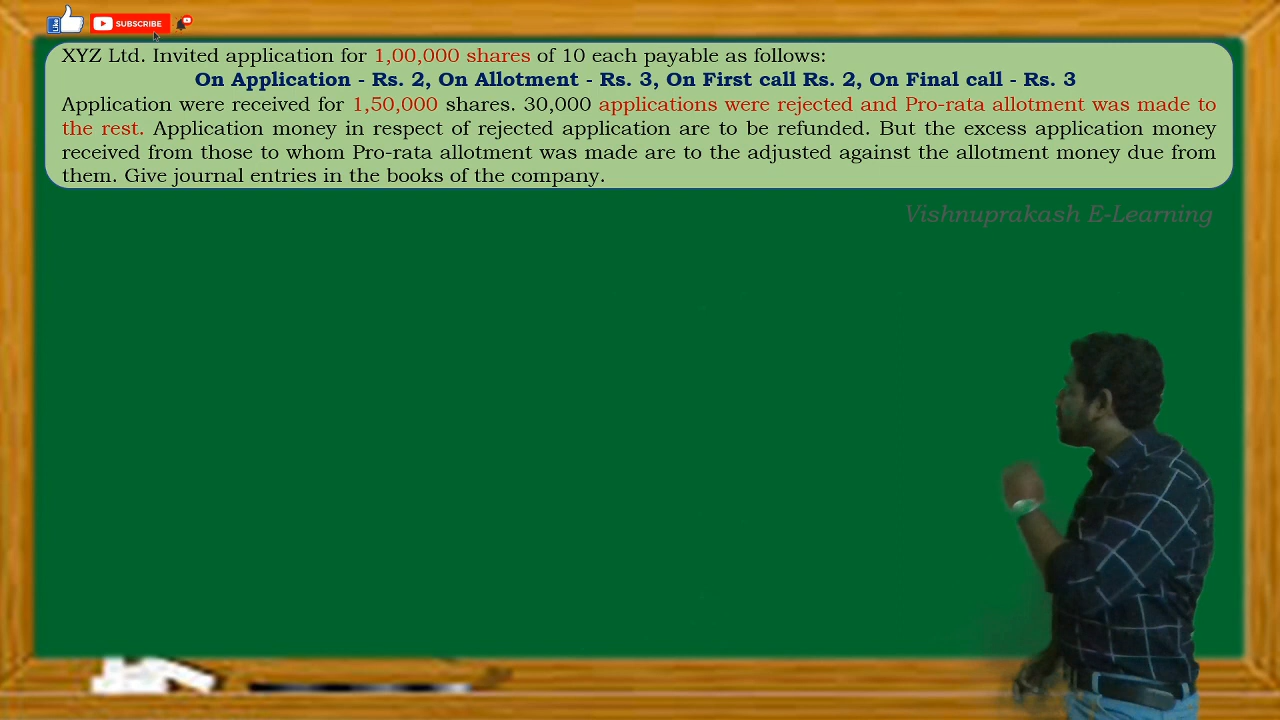 Like
SUBSCRIBE
XYZ Ltd. Invited application for 1,00,000 shares of 10 each payable as follows:
On Application - Rs. 2, On Allotment - Rs. 3, On First call Rs. 2, On Final call - Rs. 3
Application were received for 1,50,000 shares. 30,000 applications were rejected and Pro-rata allotment was made to
the rest. Application money in respect of rejected application are to be refunded. But the excess application money
received from those to whom Pro-rata allotment was made are to the adjusted against the allotment money due from
them. Give journal entries in the books of the company.
Vishnuprakash E-Learning